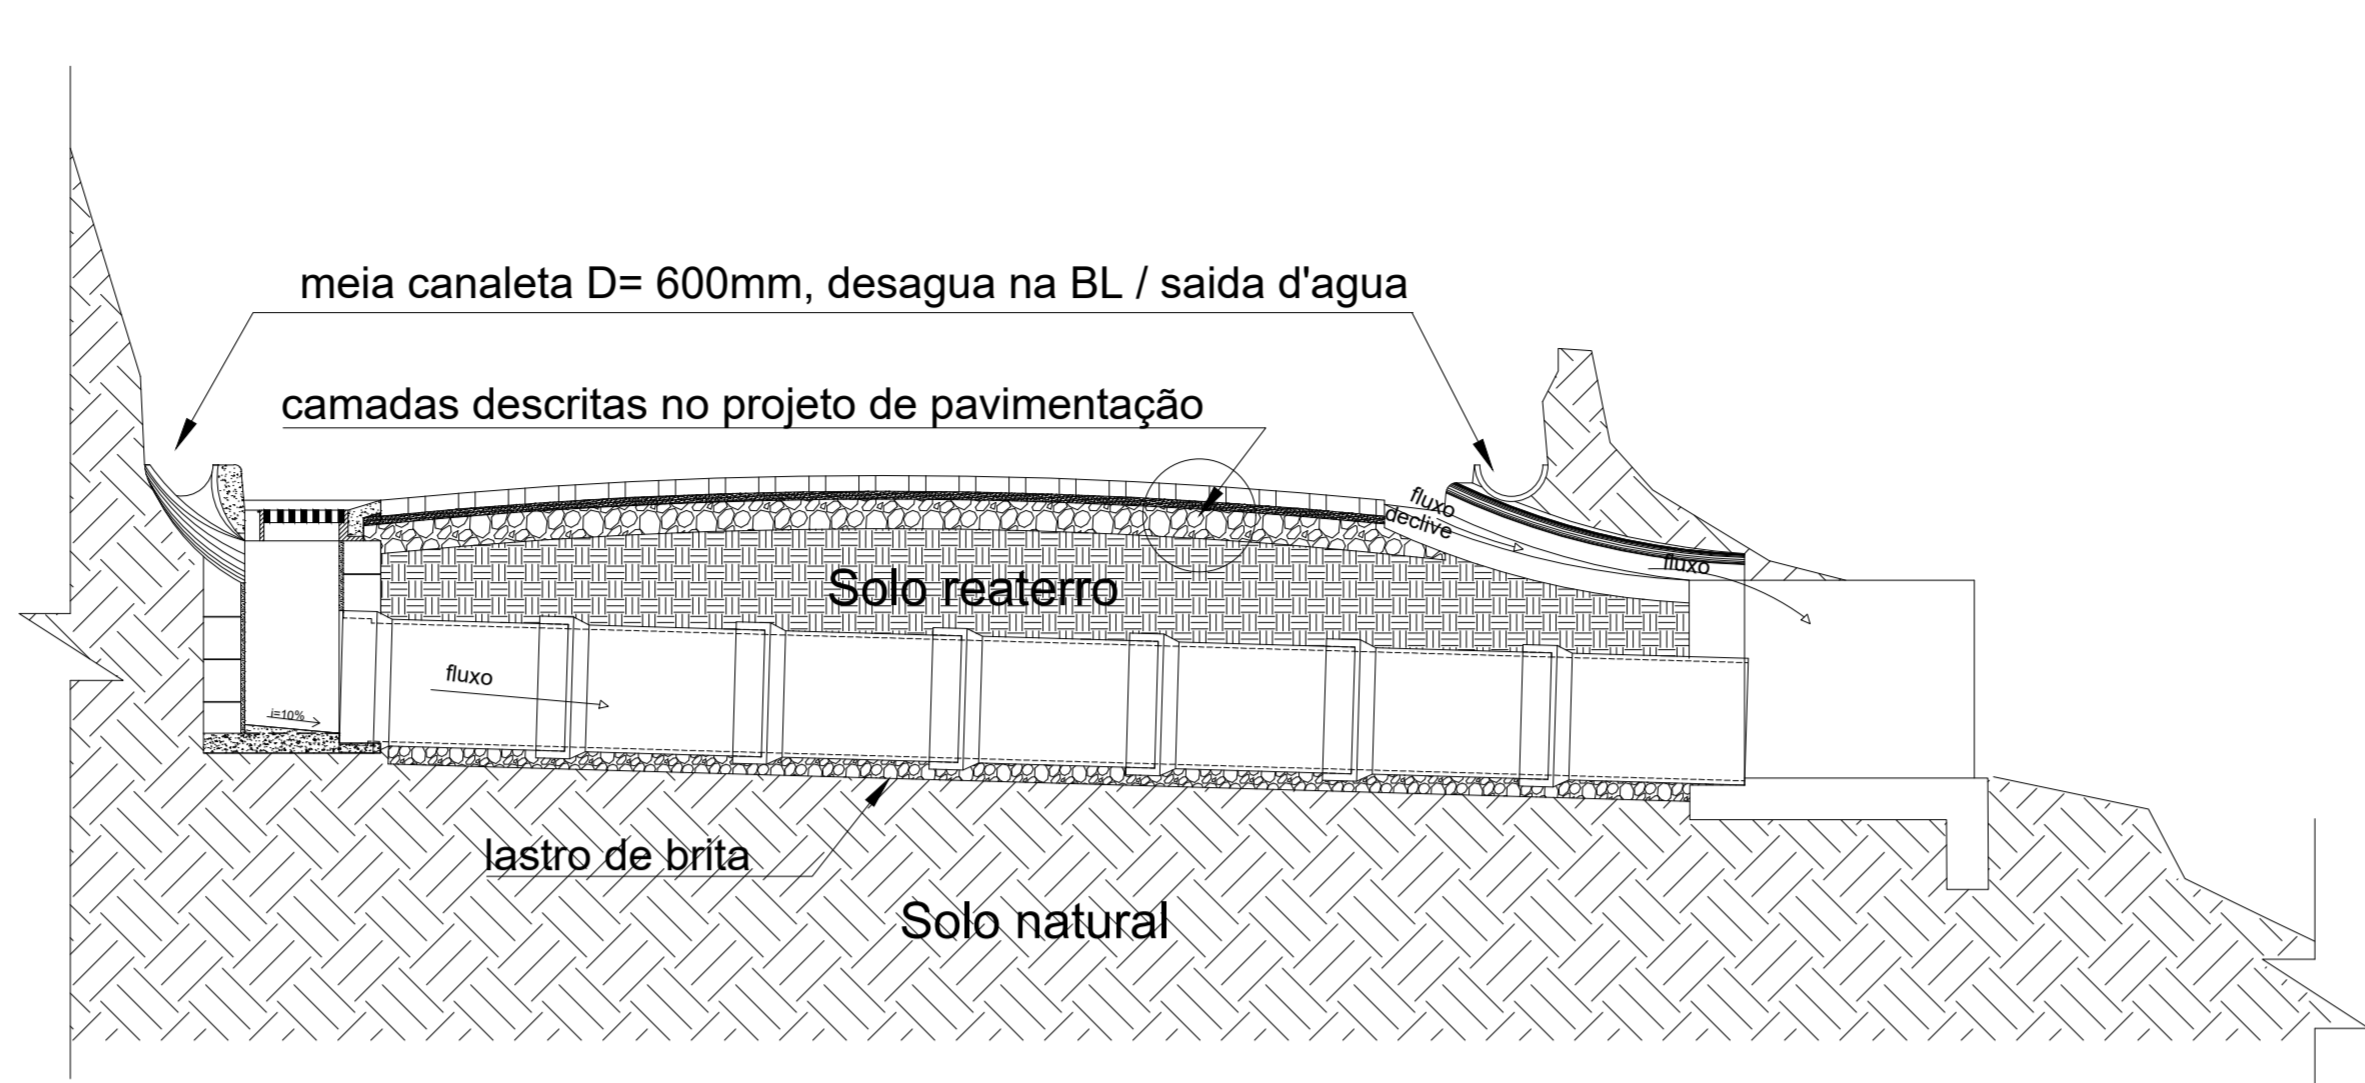 meia canaleta D= 600mm, desagua na BL / saida d'agua
camadas descritas no projeto de pavimentação
fluxo
declive
fluxo
Solo reaterro
fluxo
i=10%
lastro de brita
Solo natural